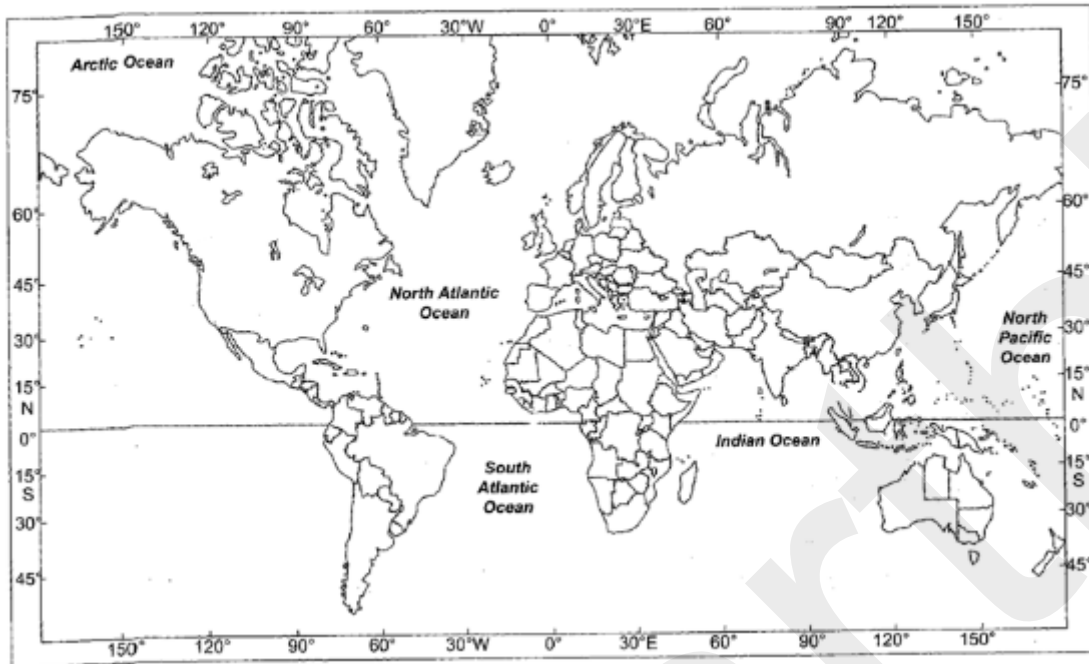 150° 120° 90° 60° 30°W 0° 30°E 60° 90° 120° 150°
Arctic Ocean
75° 75°
60° 60°
45° 45°
North Atlantic
Ocean
North
Pacific
Ocean
30° 30°
15° 15°
N N
0° 0°
Indian Ocean
South
Atlantic
Ocean
15° 15°
S S
30° 30°
45° 45°
150° 120° 90° 60° 30°W 0° 30°E 60° 90° 120° 150°